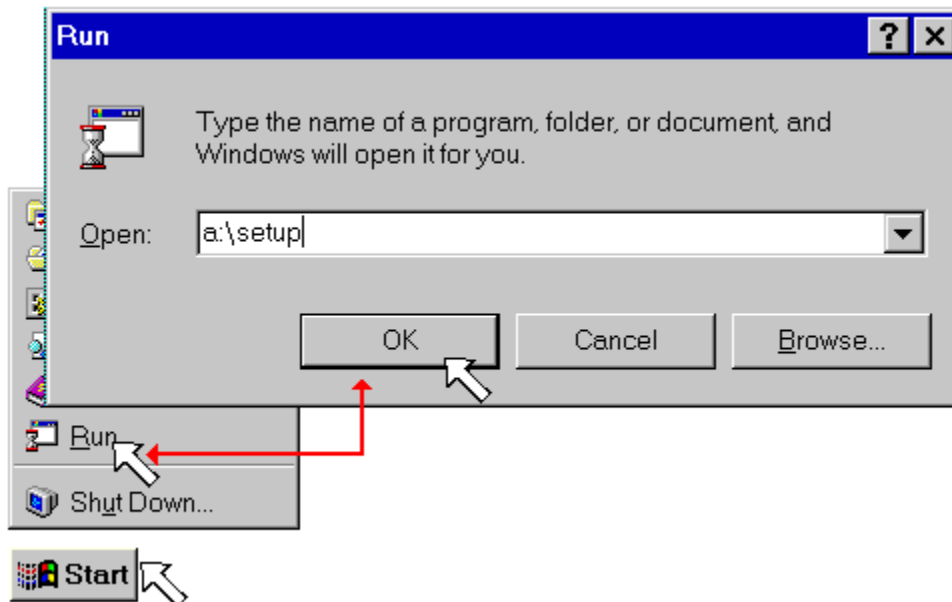 Run
Type the name of a program, folder, or document, and
Windows will open it for you.
Open: a:\setup
OK Cancel Browse...
Run
Shut Down...
Start